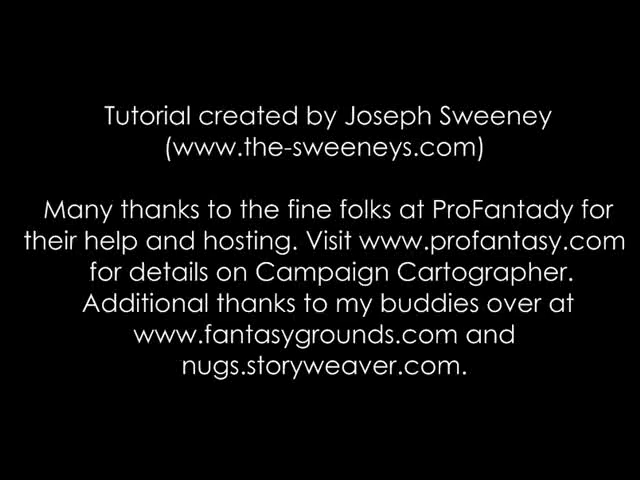 Tutorial created by Joseph Sweeney
(www.the-sweeneys.com)
Many thanks to the fine folks at ProFantady for
their help and hosting. Visit www.profantasy.com
for details on Campaign Cartographer.
Additional thanks to my buddies over at
www.fantasygrounds.com and
nugs.storyweaver.com.